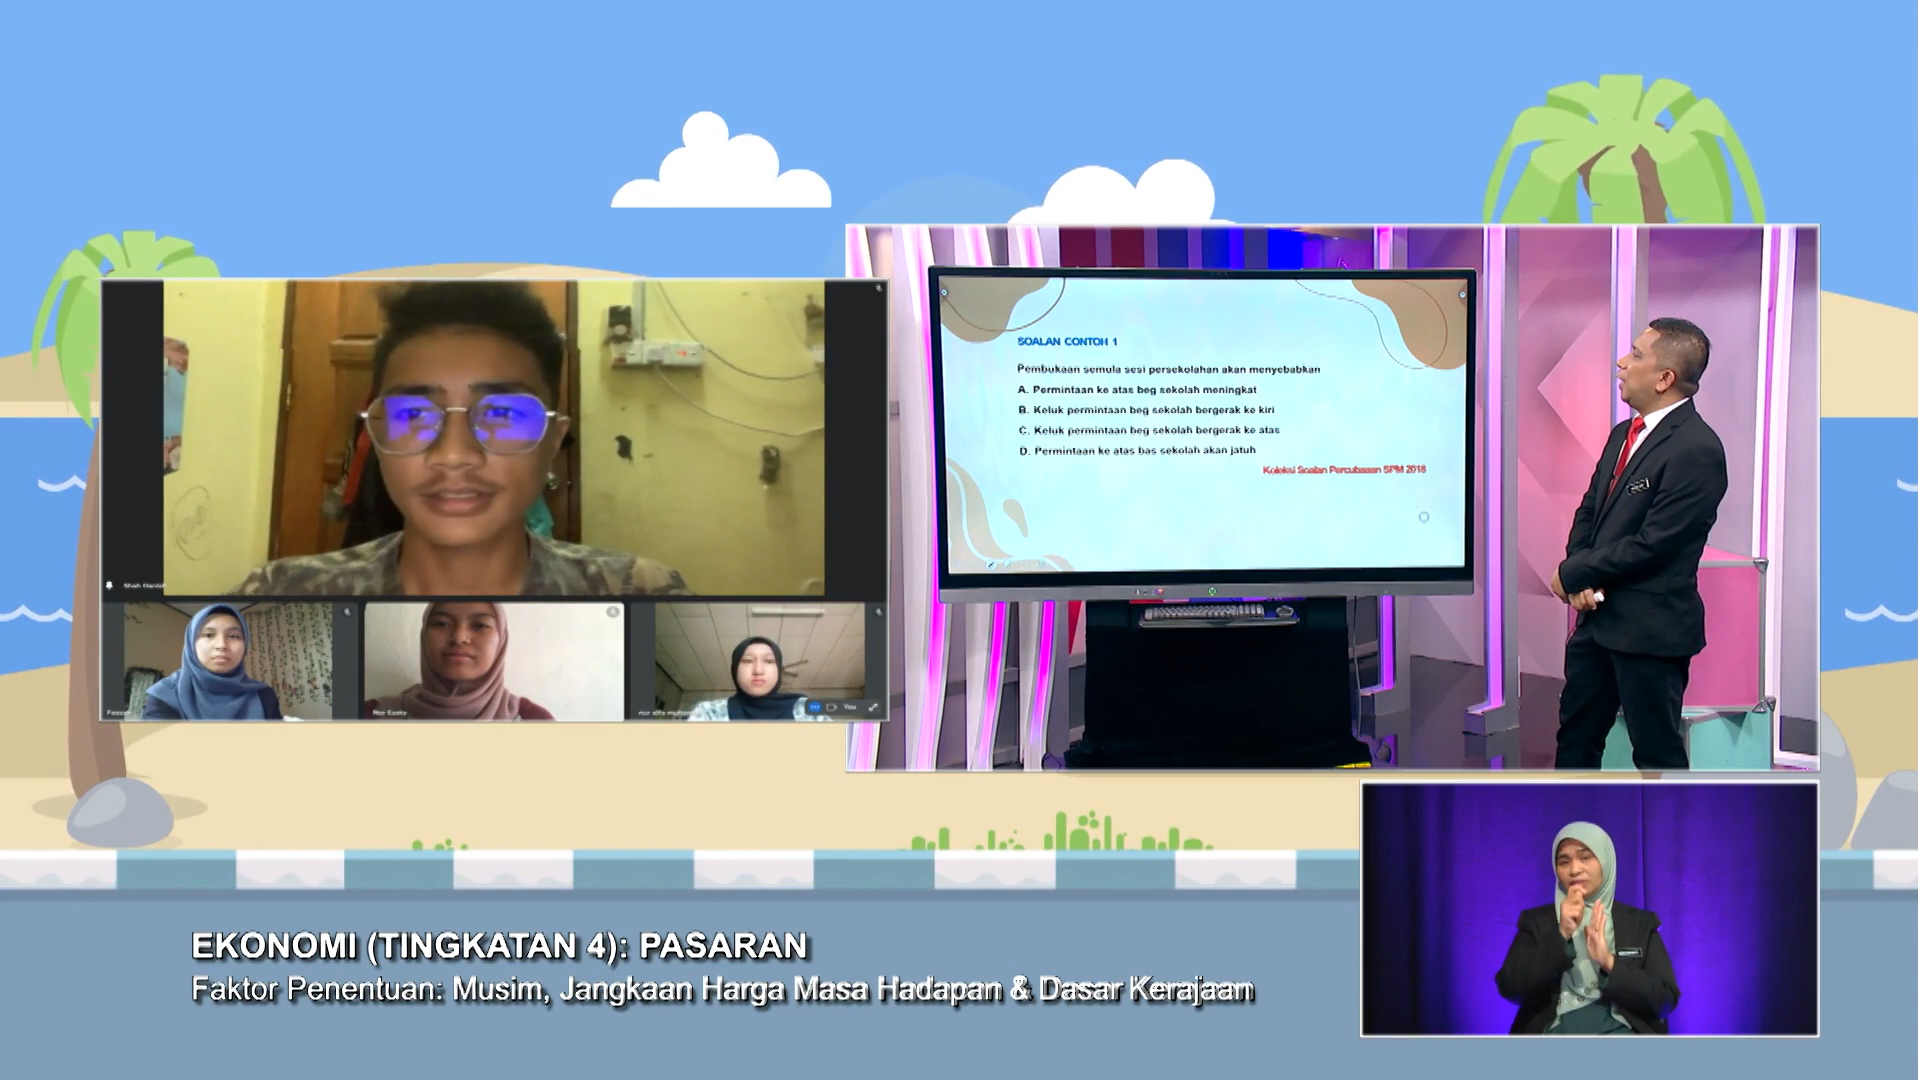 SOALAN CONTOH 1
Pembukaan semula sesi persekolahan akan menyebabkan
A. Permintaan ke atas beg sekolah meningkat
B. Keluk permintaan beg sekolah bergerak ke kiri
C. Keluk permintaan beg sekolah bergerak ke atas
D. Permintaan ke atas bas sekolah akan jatuh
Koleksi Soalan Percubaaan SPM 2018
You
EKONOMI (TINGKATAN 4): PASARAN
Faktor Penentuan: Musim, Jangkaan Harga Masa Hadapan & Dasar Kerajaan